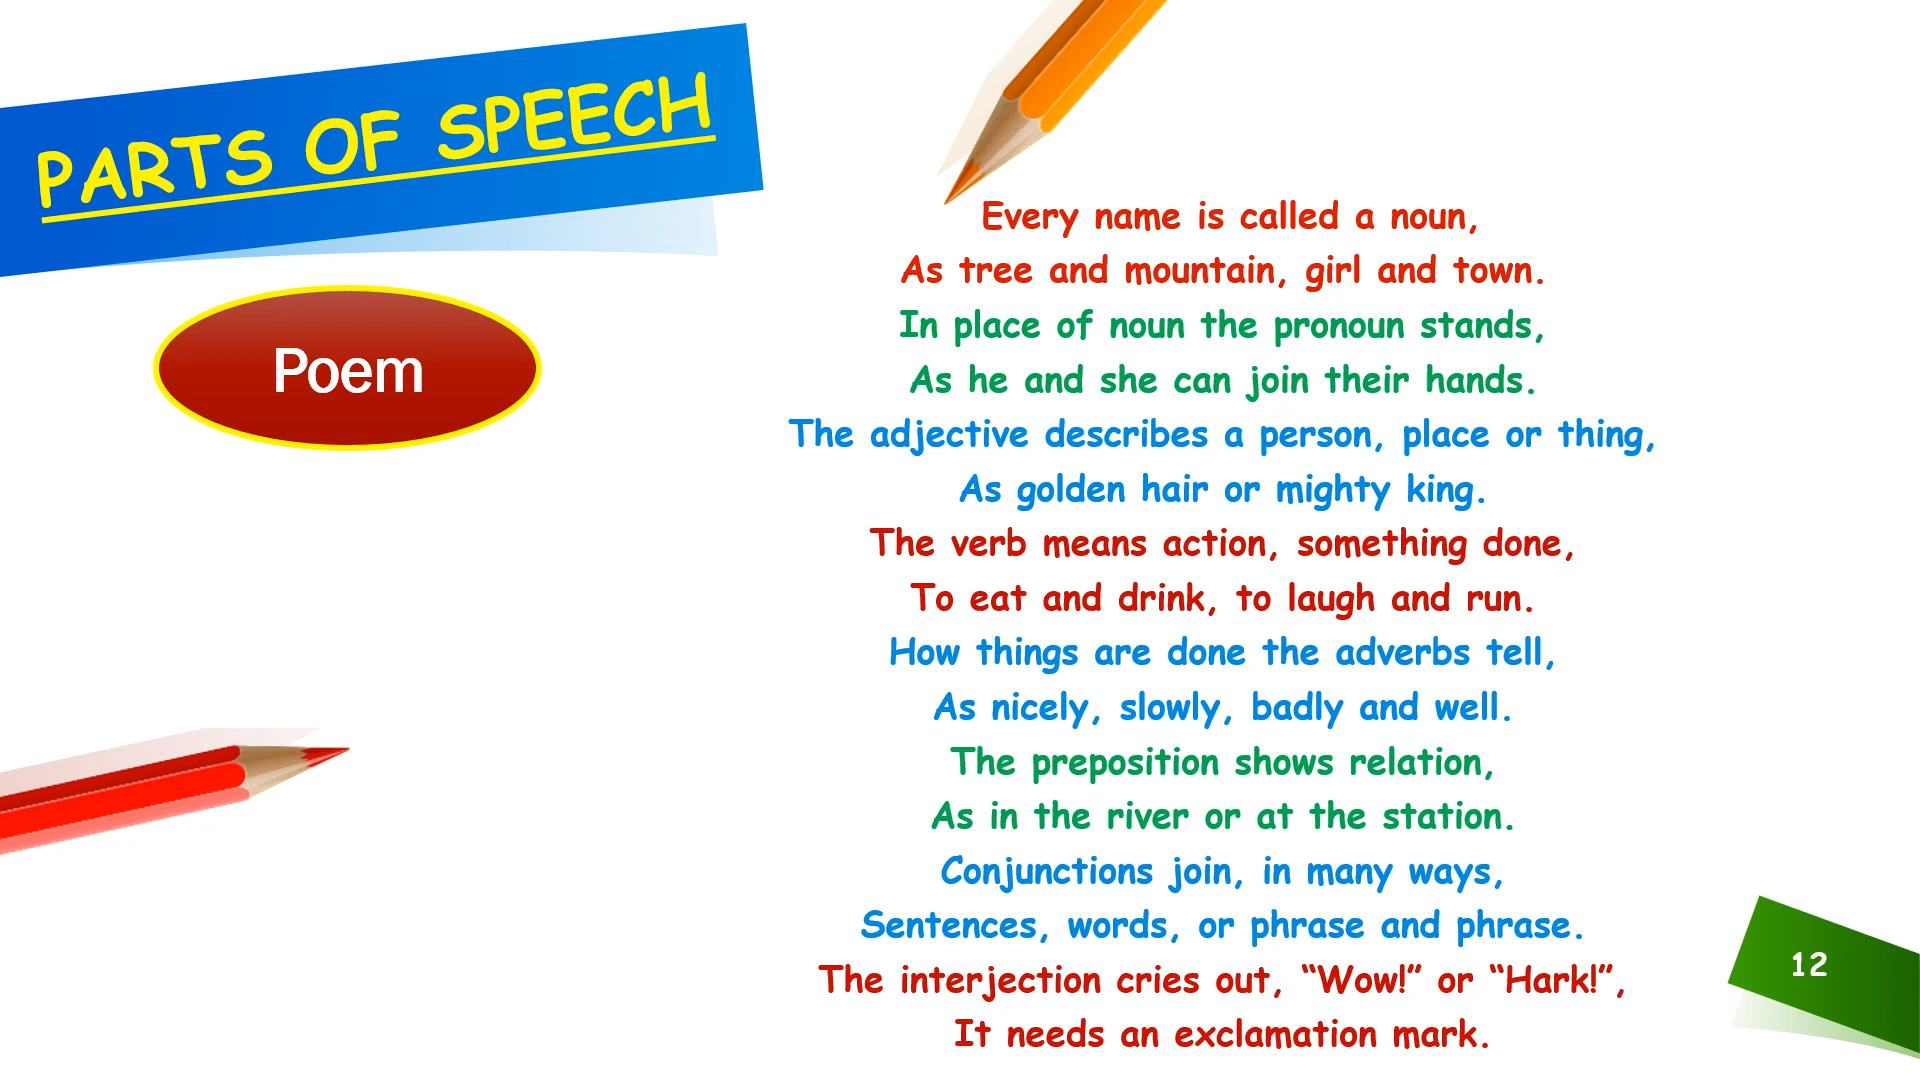 PARTS OF SPEECH
Poem
Every name is called a noun,
As tree and mountain, girl and town.
In place of noun the pronoun stands,
As he and she can join their hands.
The adjective describes a person, place or thing,
As golden hair or mighty king.
The verb means action, something done,
To eat and drink, to laugh and run.
How things are done the adverbs tell,
As nicely, slowly, badly and well.
The preposition shows relation,
As in the river or at the station.
Conjunctions join, in many ways,
Sentences, words, or phrase and phrase.
The interjection cries out, “Wow!” or “Hark!”,
It needs an exclamation mark.
12